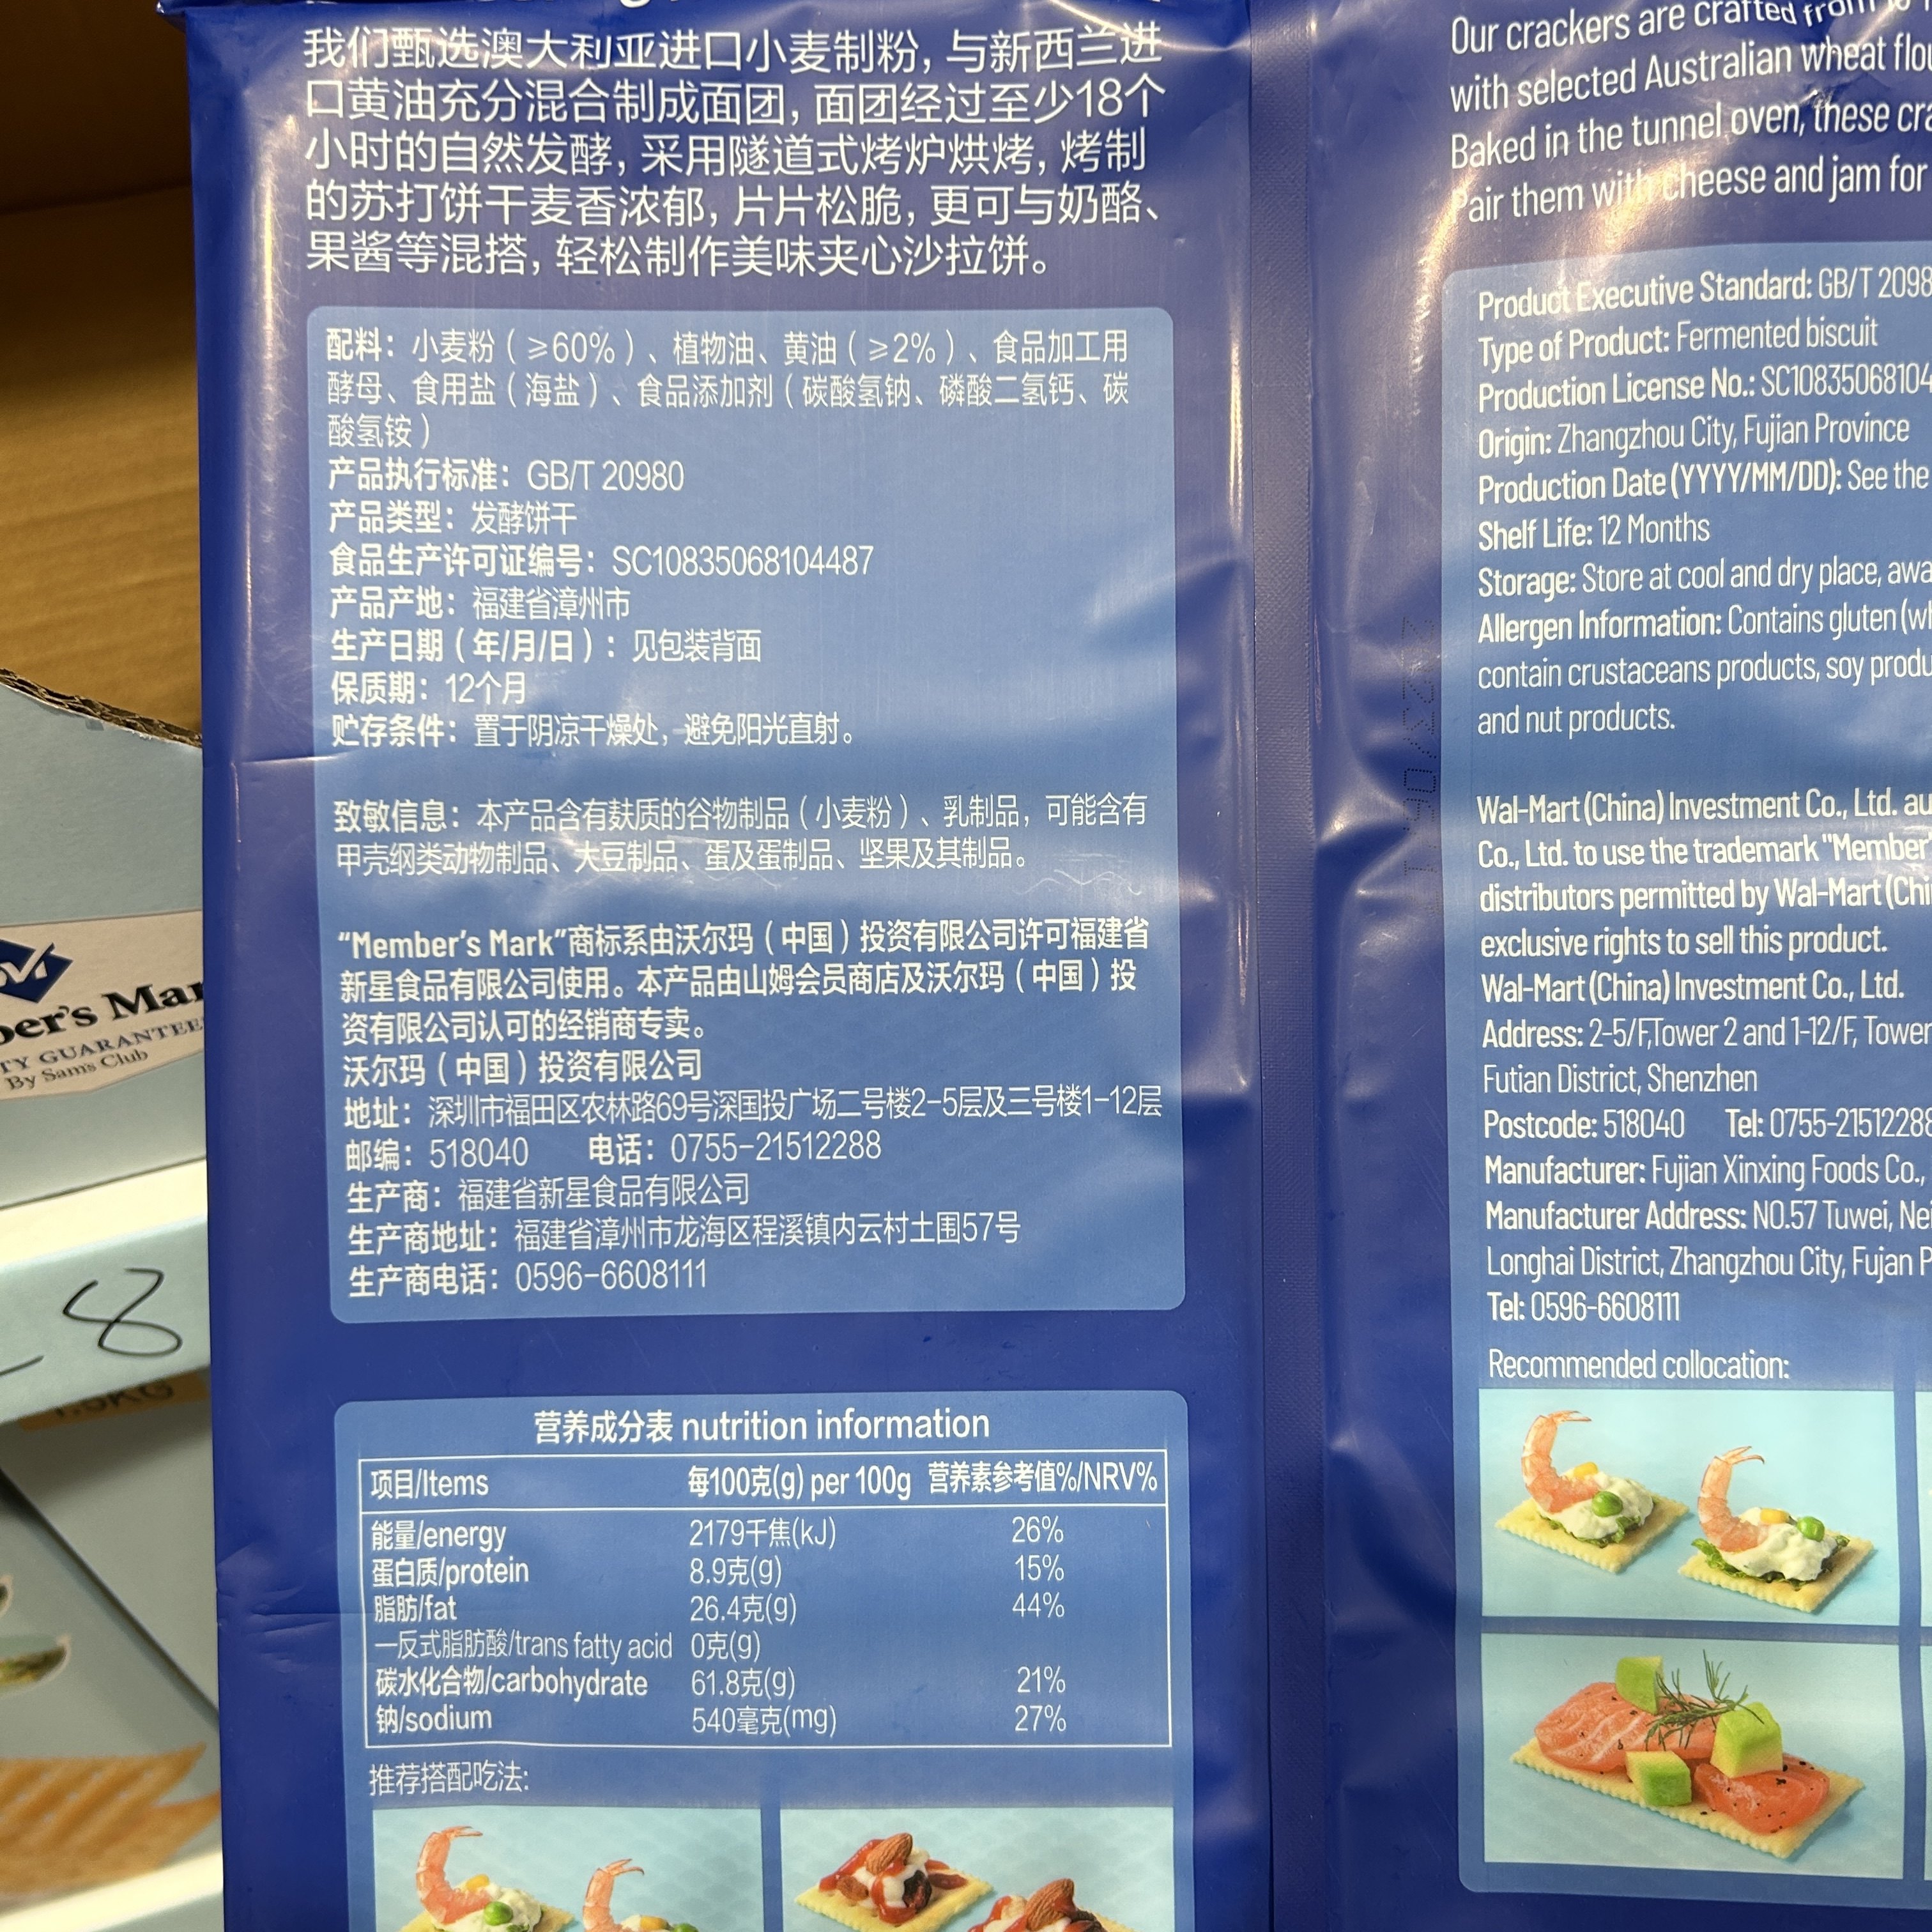 我们甄选澳大利亚进口小麦制粉，与新西兰进
口黄油充分混合制成面团，面团经过至少18个
小时的自然发酵，采用隧道式烤炉烘烤，烤制
的苏打饼干麦香浓郁，片片松脆，更可与奶酪、
果酱等混搭，轻松制作美味夹心沙拉饼。
配料：小麦粉（≥60%）、植物油、黄油（≥2%）、食品加工用
酵母、食用盐（海盐）、食品添加剂（碳酸氢钠、磷酸二氢钙、碳
酸氢铵）
产品执行标准：GB/T 20980
产品类型：发酵饼干
食品生产许可证编号：SC10835068104487
产品产地：福建省漳州市
生产日期（年/月/日）：见包装背面
保质期：12个月
贮存条件：置于阴凉干燥处，避免阳光直射。
致敏信息：本产品含有麸质的谷物制品（小麦粉）、乳制品，可能含有
甲壳纲类动物制品、大豆制品、蛋及蛋制品、坚果及其制品。
“Member's Mark”商标系由沃尔玛（中国）投资有限公司许可福建省
新星食品有限公司使用。本产品由山姆会员商店及沃尔玛（中国）投
资有限公司认可的经销商专卖。
沃尔玛（中国）投资有限公司
地址：深圳市福田区农林路69号深国投广场二号楼2-5层及三号楼1-12层
邮编：518040 电话：0755-21512288
生产商：福建省新星食品有限公司
生产商地址：福建省漳州市龙海区程溪镇内云村土围57号
生产商电话：0596-6608111
营养成分表 nutrition information
项目/Items 每100克(g) per 100g 营养素参考值%/NRV%
能量/energy 2179千焦(kJ) 26%
蛋白质/protein 8.9克(g) 15%
脂肪/fat 26.4克(g) 44%
—反式脂肪酸/trans fatty acid 0克(g)
碳水化合物/carbohydrate 61.8克(g) 21%
钠/sodium 540毫克(mg) 27%
推荐搭配吃法:
Our crackers are crafted from
with selected Australian wheat
Baked in the tunnel oven, these
Pair them with cheese and jam for
Product Executive Standard: GB/T 2098
Type of Product: Fermented biscuit
Production License No.: SC10835068104
Origin: Zhangzhou City, Fujian Province
Production Date (YYYY/MM/DD): See the
Shelf Life: 12 Months
Storage: Store at cool and dry place,
Allergen Information: Contains gluten
contain crustaceans products, soy
and nut products.
Wal-Mart (China) Investment Co., Ltd.
Co., Ltd. to use the trademark "Member'
distributors permitted by Wal-Mart
exclusive rights to sell this product.
Wal-Mart (China) Investment Co., Ltd.
Address: 2-5/F,Tower 2 and 1-12/F, Tower
Futian District, Shenzhen
Postcode: 518040 Tel: 0755-21512288
Manufacturer: Fujian Xinxing Foods Co.,
Manufacturer Address: NO.57 Tuwei,
Longhai District, Zhangzhou City, Fujan
Tel: 0596-6608111
Recommended collocation:
ber's Mar
TY GUARANTEE
By Sams Club
8
1.5KG